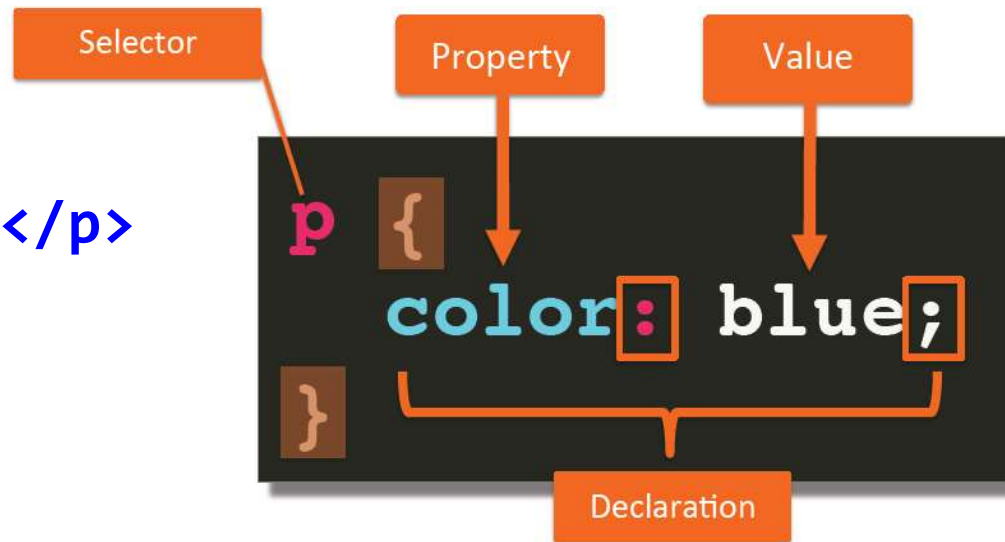 Selector
Property
Value
</p>
p {
color: blue;
}
Declaration